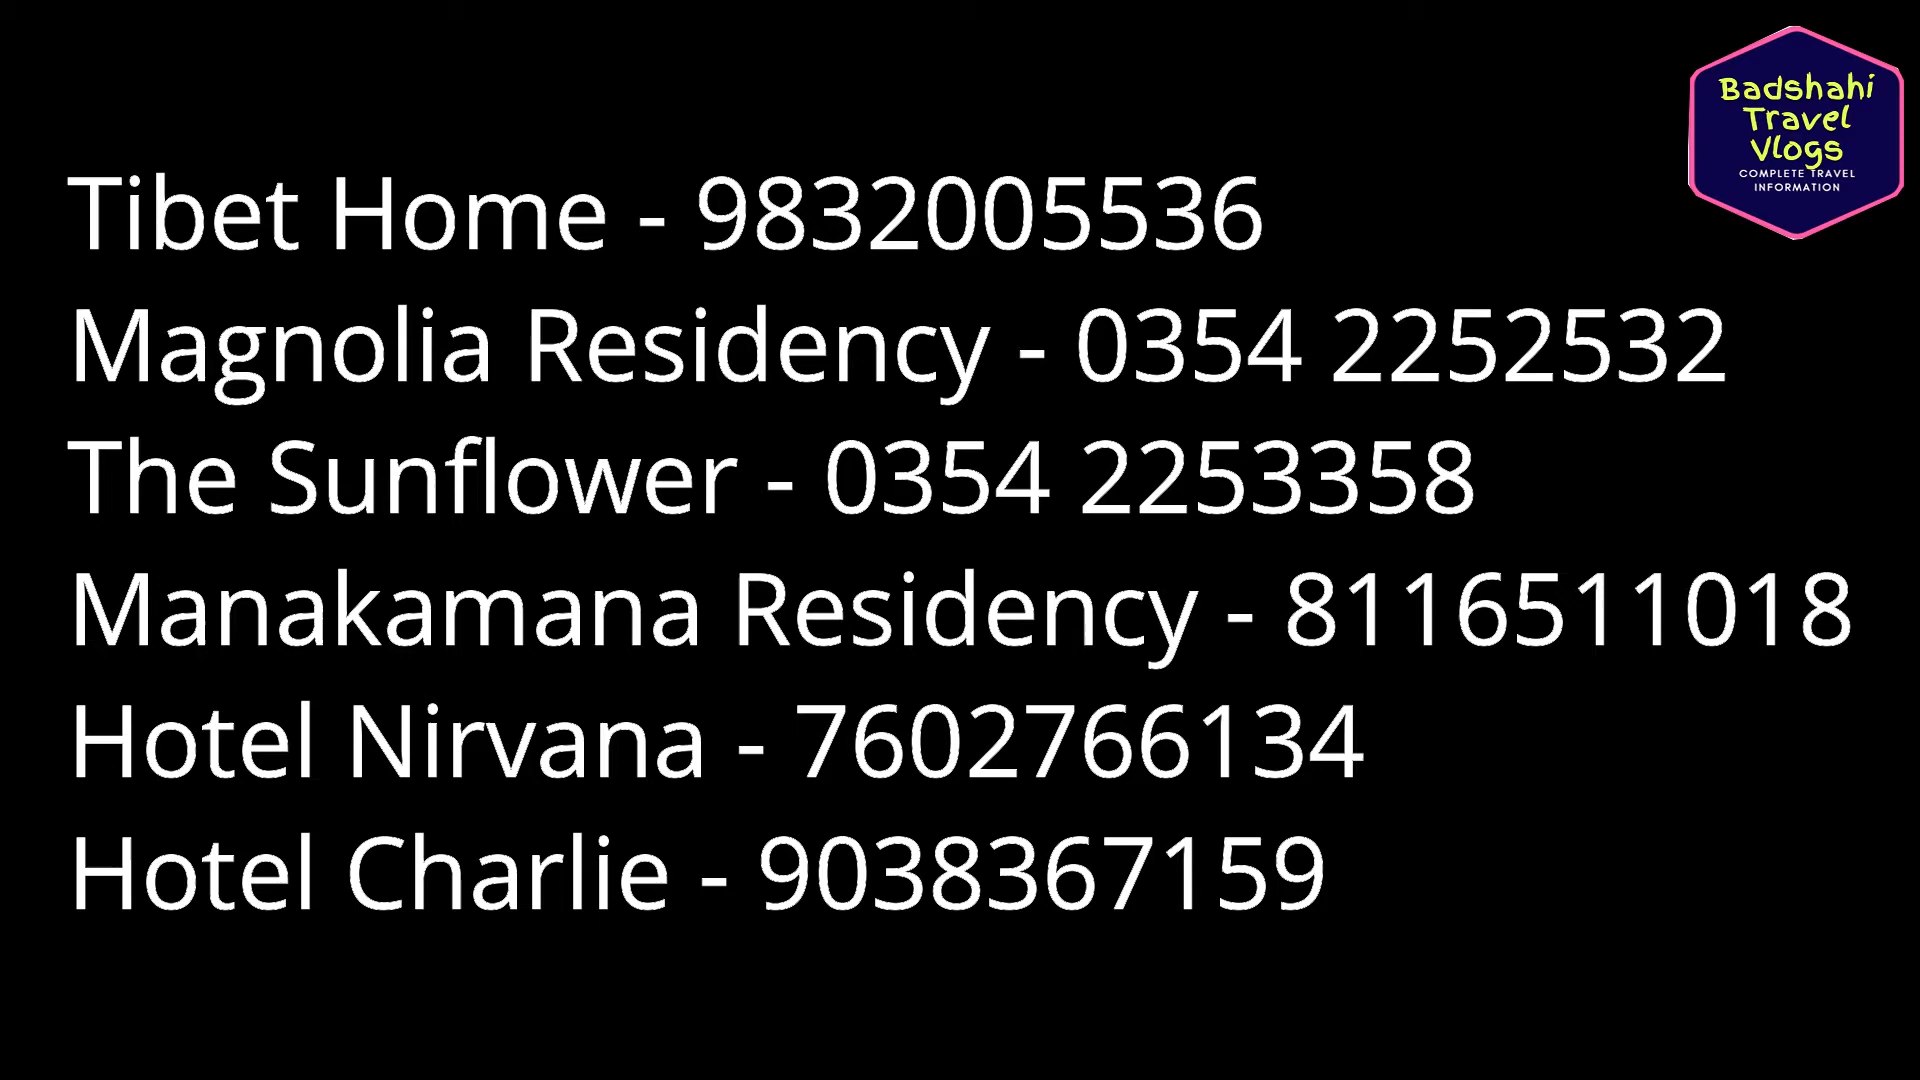 Badshahi
Travel
Vlogs
COMPLETE TRAVEL
INFORMATION
Tibet Home - 9832005536
Magnolia Residency - 0354 2252532
The Sunflower - 0354 2253358
Manakamana Residency - 8116511018
Hotel Nirvana - 7602766134
Hotel Charlie - 9038367159